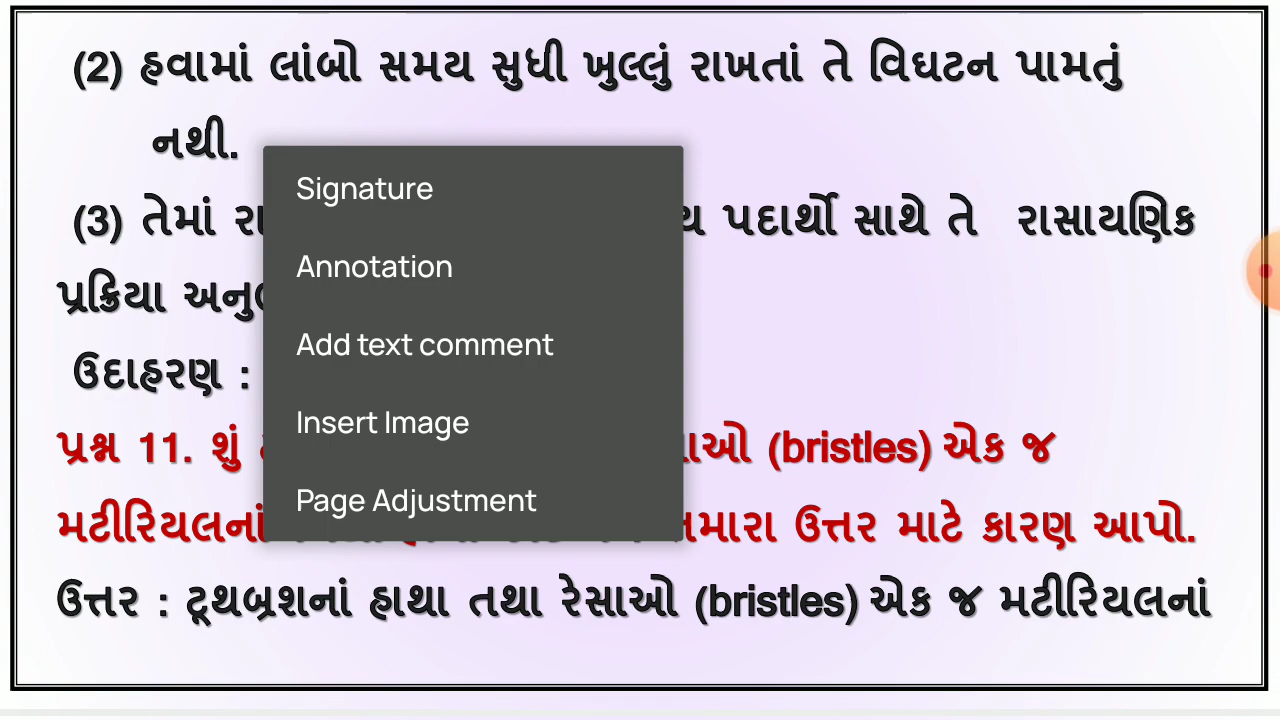 (2) હવામાં લાંબો સમય સુધી ખુલ્લું રાખતાં તે વિઘટન પામતું
નથી.
(3) તેમાં પદાર્થો સાથે તે રાસાયણિક
પ્રક્રિયા
ઉદાહરણ :
પ્રશ્ન 11. શું (bristles) એક જ
મટીરિયલનાં તમારા ઉત્તર માટે કારણ આપો.
ઉત્તર : ટૂથબ્રશનાં હાથા તથા રેસાઓ (bristles) એક જ મટીરિયલનાં
Signature
Annotation
Add text comment
Insert Image
Page Adjustment